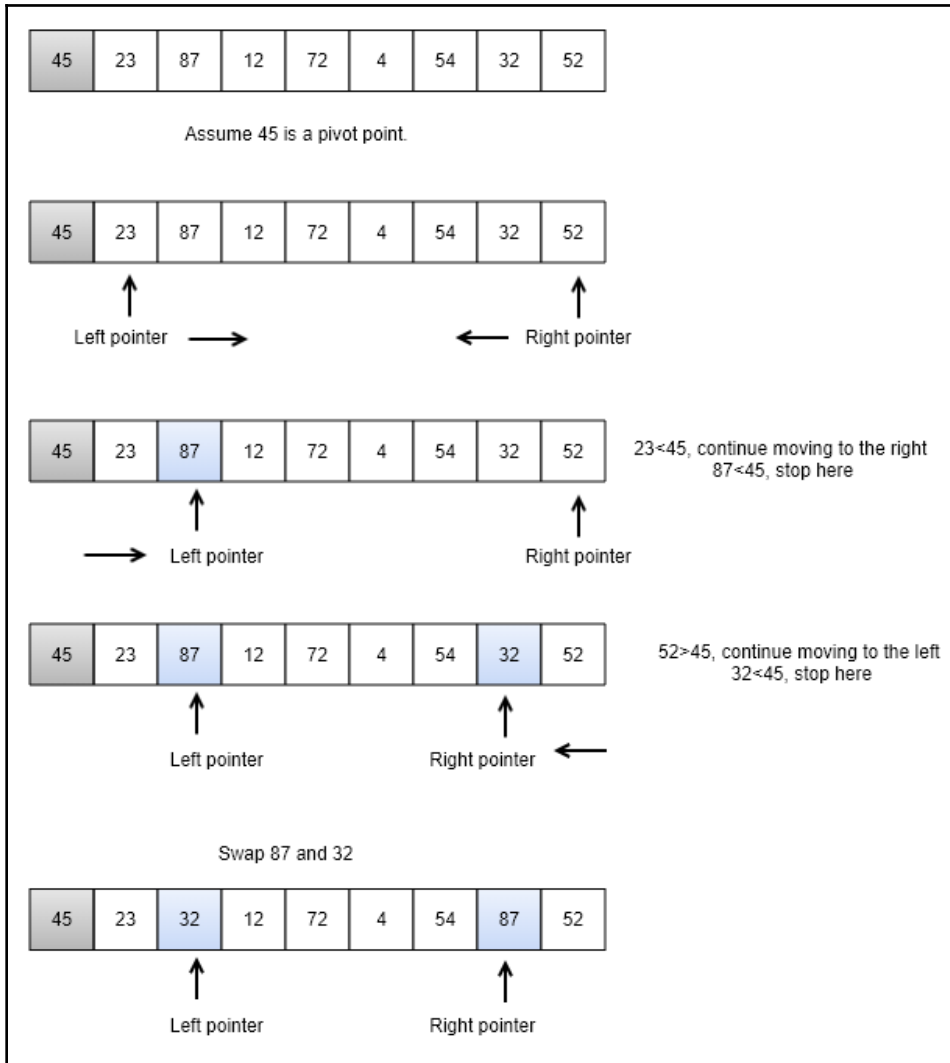 45 23 87 12 72 4 54 32 52
Assume 45 is a pivot point.
45 23 87 12 72 4 54 32 52
Left pointer Right pointer
45 23 87 12 72 4 54 32 52
23<45, continue moving to the right
87<45, stop here
Left pointer Right pointer
45 23 87 12 72 4 54 32 52
52>45, continue moving to the left
32<45, stop here
Left pointer Right pointer
Swap 87 and 32
45 23 32 12 72 4 54 87 52
Left pointer Right pointer